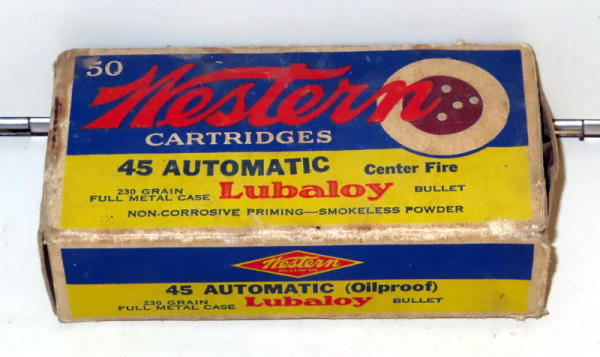 50
Western
CARTRIDGES
45 AUTOMATIC Center Fire
230 GRAIN
FULL METAL CASE Lubaloy BULLET
NON-CORROSIVE PRIMING—SMOKELESS POWDER
Western
45 AUTOMATIC (Oilproof)
230 GRAIN
FULL METAL CASE Lubaloy BULLET